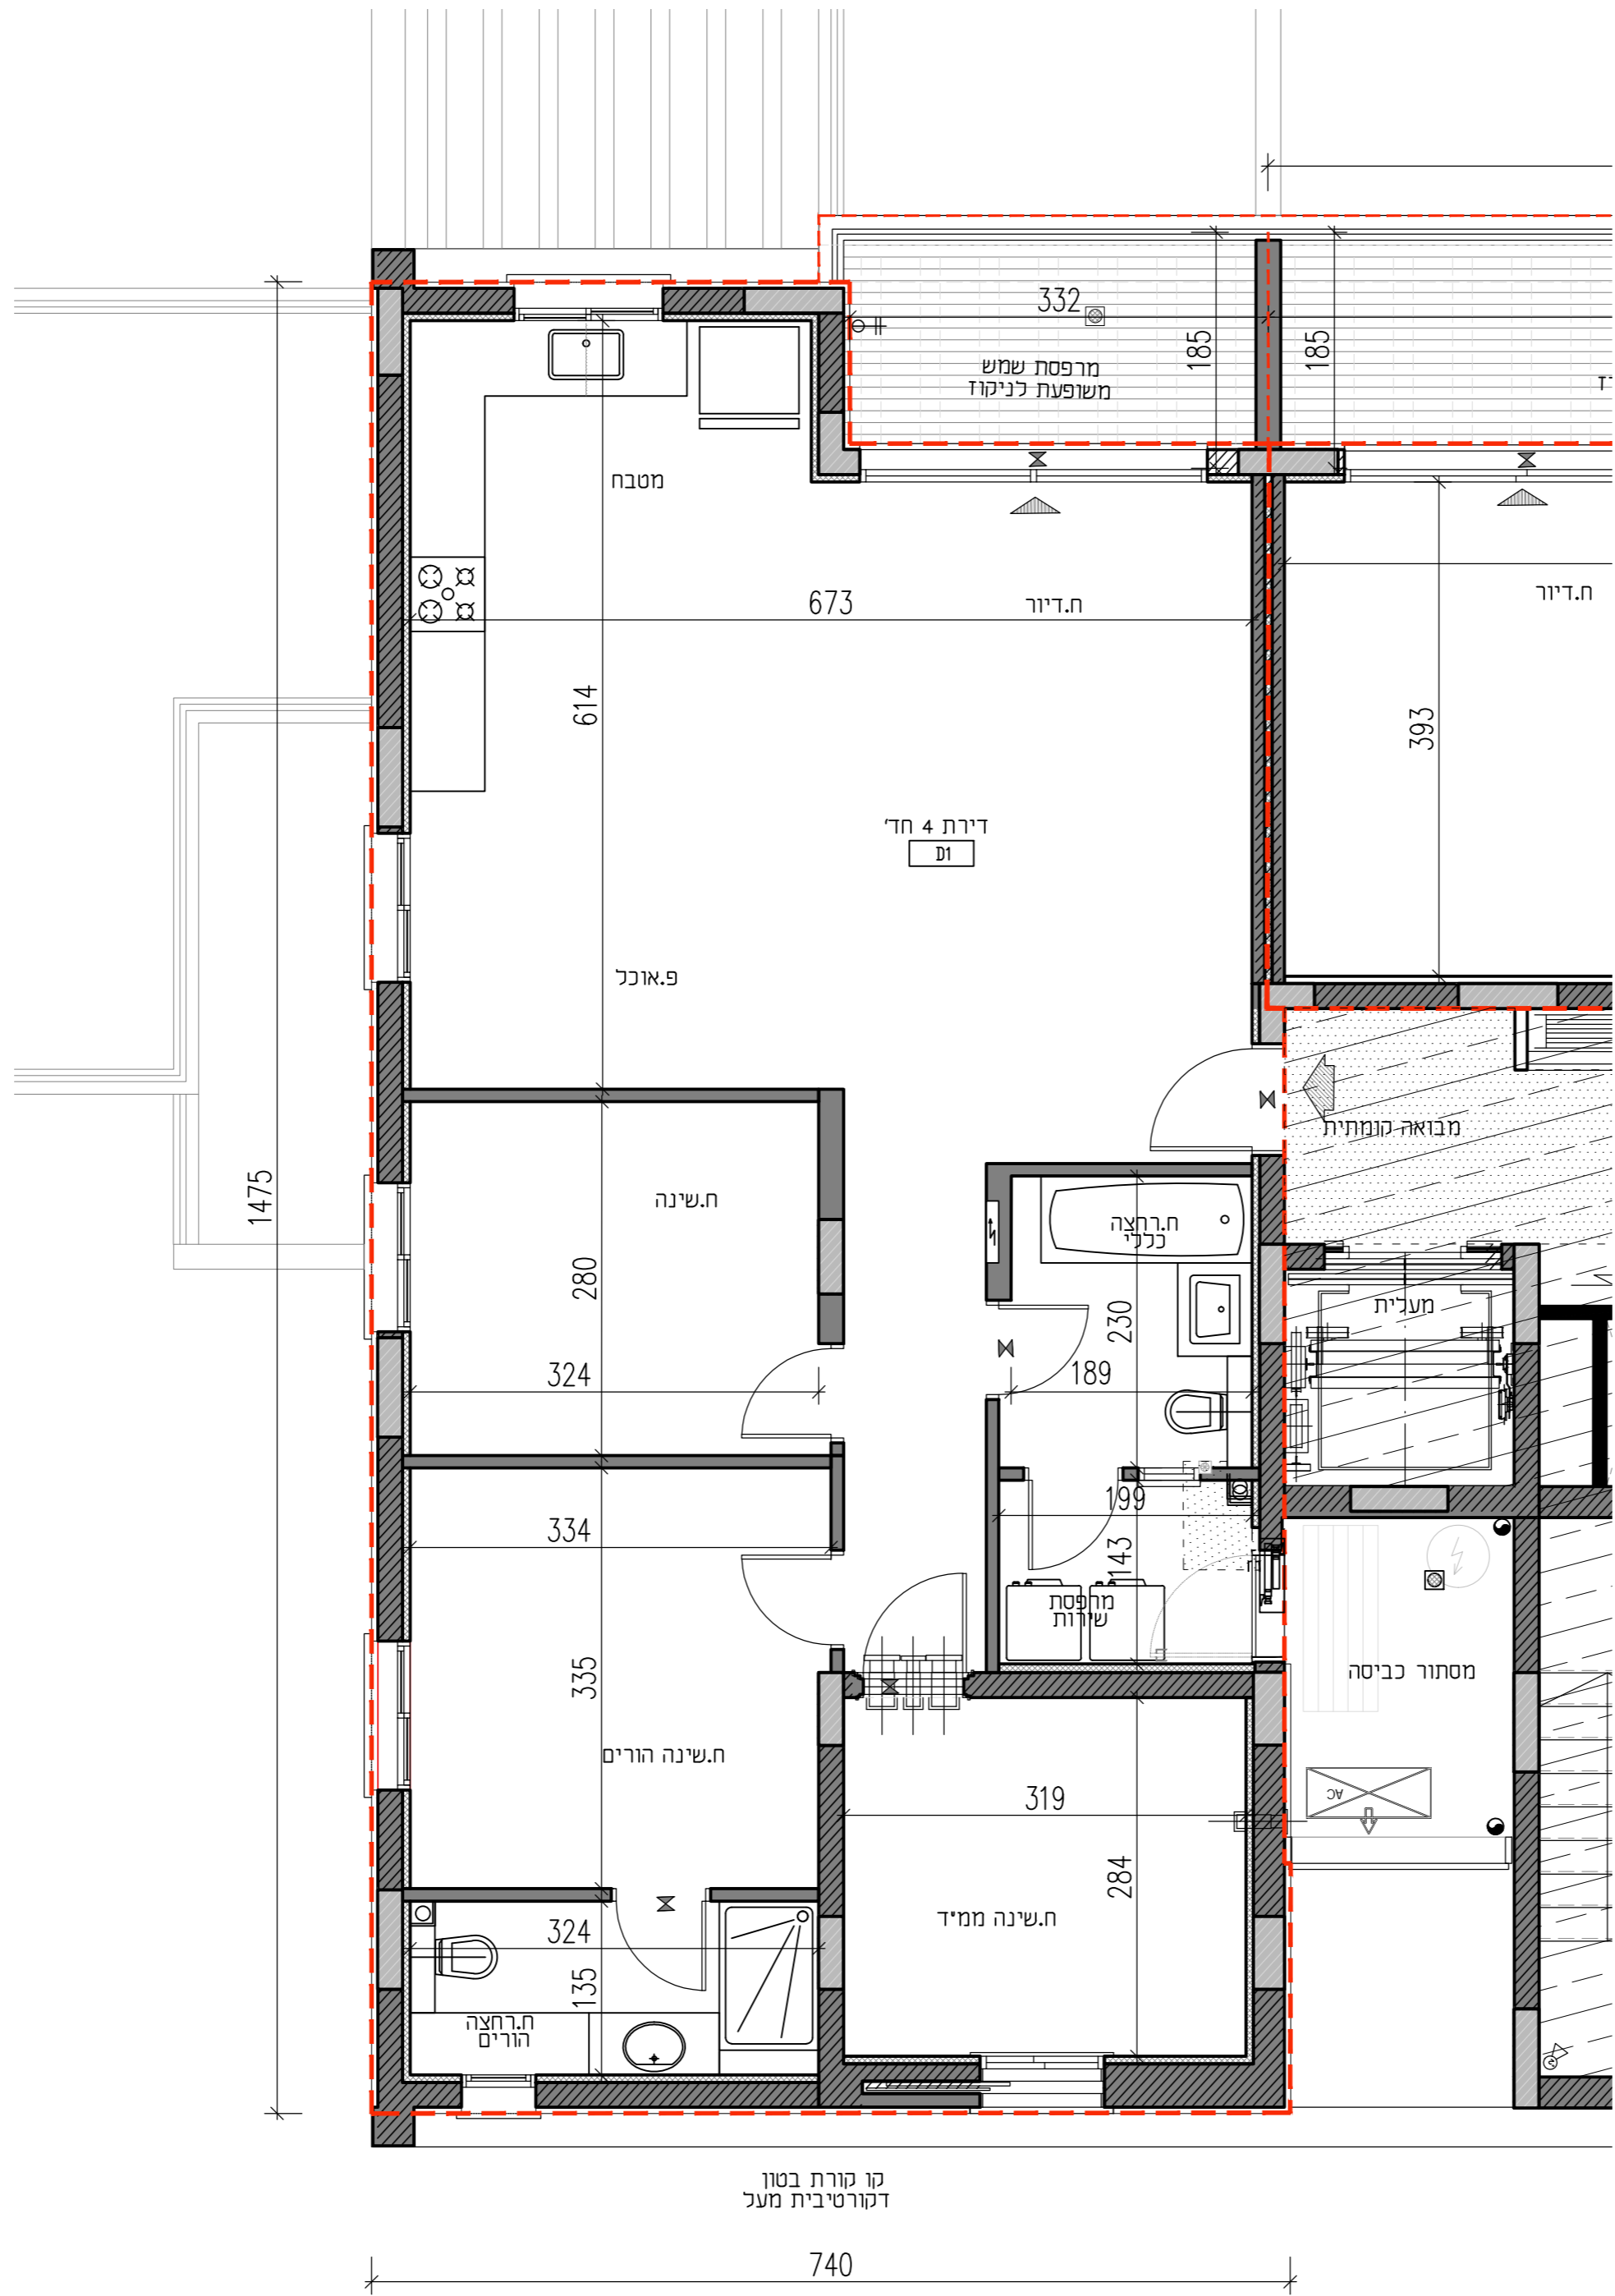 332
185
185
מרפסת שמש
משופעת לניקוז
מטבח
673
ח.דיור
ח.דיור
614
393
דירת 4 חד'
D1
פ.אוכל
מבואה קומתית
1475
ח.שינה
ח.רחצה
כללי
280
230
מעלית
324
189
199
334
143
מרפסת
שירות
335
מסתור כביסה
ח.שינה הורים
319
AC
284
ח.שינה ממ"ד
324
135
ח.רחצה
הורים
קו קורת בטון
דקורטיבית מעל
740